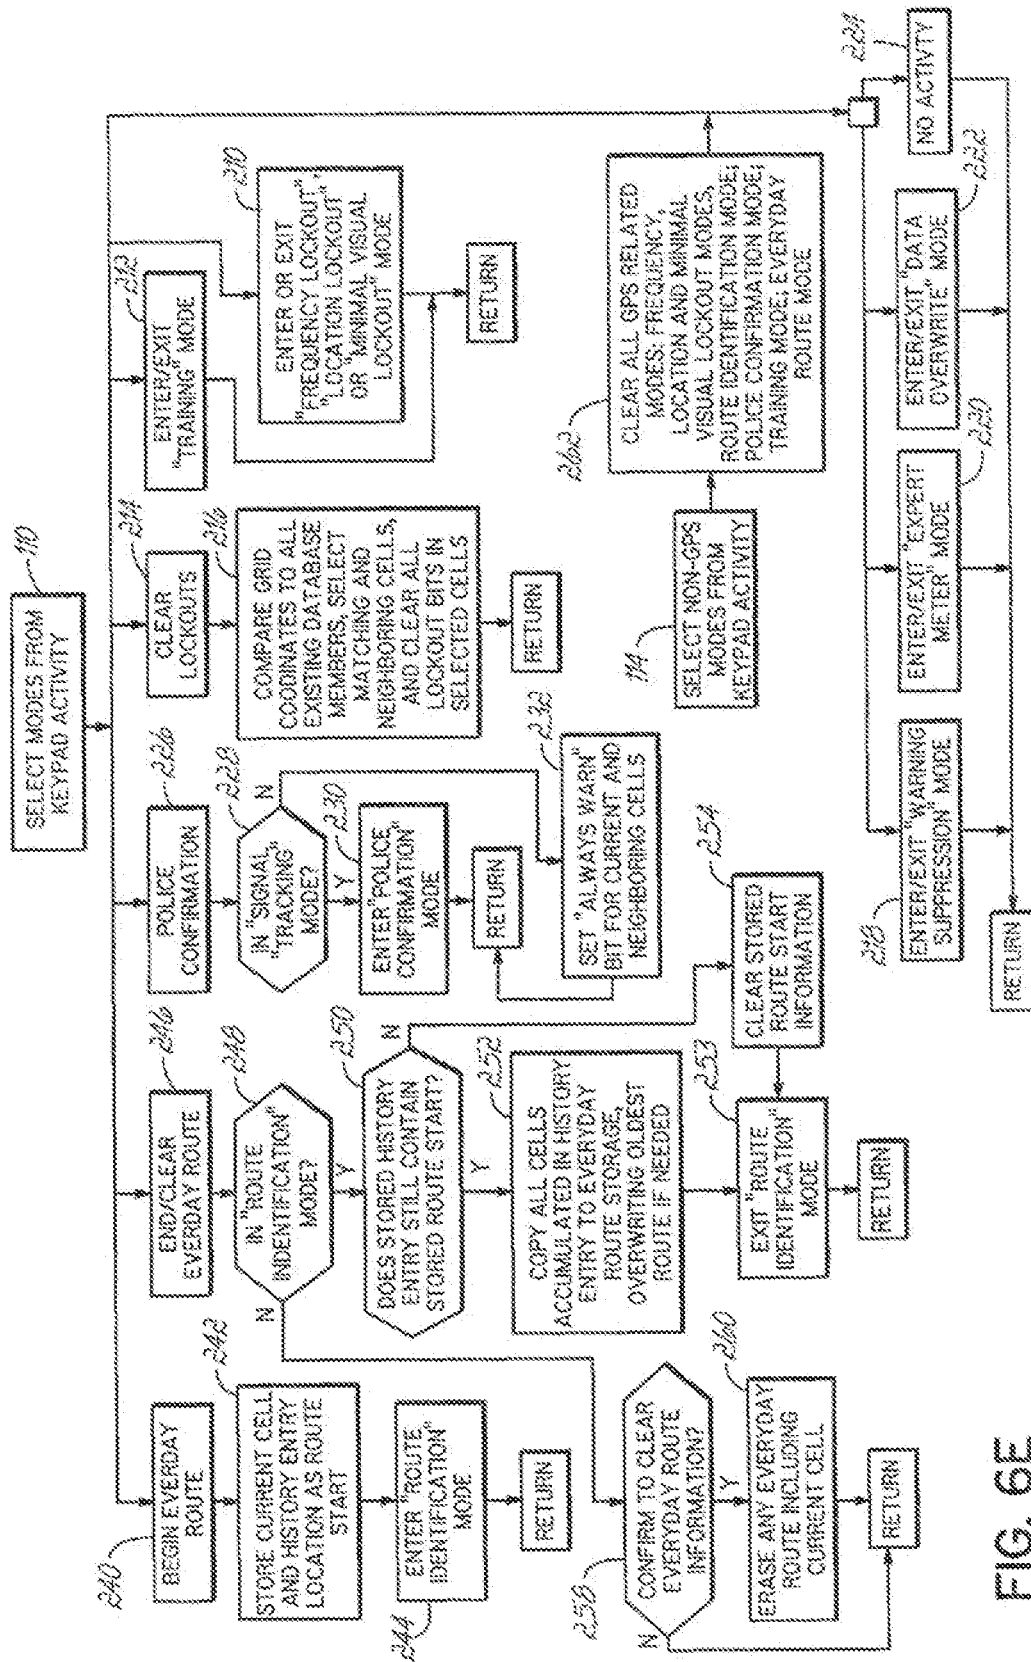 110
SELECT MODES FROM
KEYPAD ACTIVITY
240
BEGIN EVERDAY
ROUTE
242
STORE CURRENT CELL
AND HISTORY ENTRY
LOCATION AS ROUTE
START
244
ENTER "ROUTE
IDENTIFICATION"
MODE
RETURN
246
END/CLEAR
EVERDAY ROUTE
248
IN "ROUTE
INDENTIFICATION"
MODE?
N
Y
250
DOES STORED HISTORY
ENTRY STILL CONTAIN
STORED ROUTE START?
N
Y
252
COPY ALL CELLS
ACCUMULATED IN HISTORY
ENTRY TO EVERYDAY
ROUTE STORAGE,
OVERWRITING OLDEST
ROUTE IF NEEDED
253
EXIT "ROUTE
IDENTIFICATION"
MODE
RETURN
254
CLEAR STORED
ROUTE START
INFORMATION
258
CONFIRM TO CLEAR
EVERYDAY ROUTE
INFORMATION?
N
Y
260
ERASE ANY EVERYDAY
ROUTE INCLUDING
CURRENT CELL
RETURN
226
POLICE
CONFIRMATION
228
IN "SIGNAL
"TRACKING"
MODE?
N
Y
230
ENTER"POLICE
CONFIRMATION"
MODE
RETURN
232
SET "ALWAYS WARN"
BIT FOR CURRENT AND
NEIGHBORING CELLS
214
CLEAR
LOCKOUTS
216
COMPARE GRID
COODINATES TO ALL
EXISTING DATABASE
MEMBERS, SELECT
MATCHING AND
NEIGHBORING CELLS,
AND CLEAR ALL
LOCKOUT BITS IN
SELECTED CELLS
RETURN
212
ENTER/EXIT
"TRAINING" MODE
210
ENTER OR EXIT
"FREQUENCY LOCKOUT",
"LOCATION LOCKOUT"
OR "MINIMAL VISUAL
LOCKOUT" MODE
RETURN
114
SELECT NON-GPS
MODES FROM
KEYPAD ACTIVITY
262
CLEAR ALL GPS RELATED
MODES; FREQUENCY,
LOCATION AND MINIMAL
VISUAL LOCKOUT MODES,
ROUTE IDENTIFICATION MODE;
POLICE CONFIRMATION MODE;
TRAINING MODE; EVERYDAY
ROUTE MODE
218
ENTER/EXIT "WARNING
SUPPRESSION" MODE
220
ENTER/EXIT "EXPERT
METER" MODE
222
ENTER/EXIT "DATA
OVERWRITE" MODE
224
NO ACTIVTY
RETURN
FIG. 6E